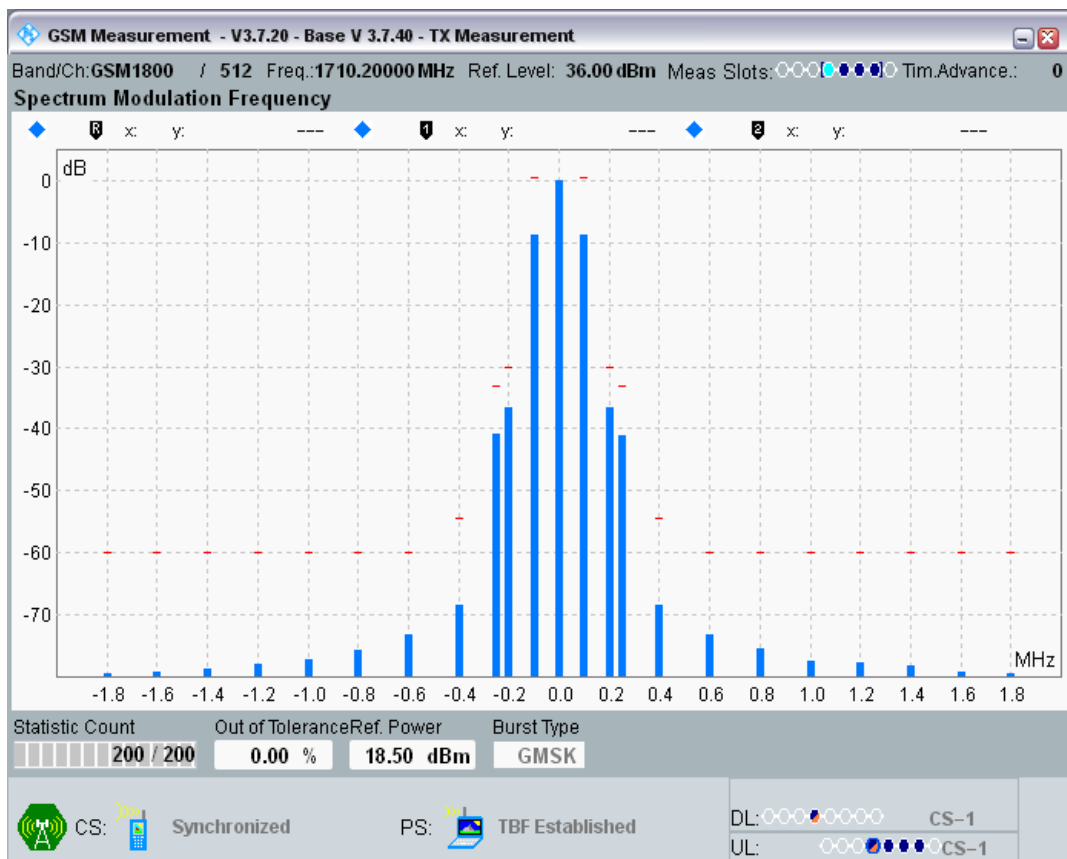 GSM Measurement - V3.7.20 - Base V 3.7.40 - TX Measurement
Band/Ch:GSM1800 / 512 Freq.:1710.20000 MHz Ref. Level: 36.00 dBm Meas Slots: Tim.Advance.: 0
Spectrum Modulation Frequency
R x: y: --- 1 x: y: --- 2 x: y: ---
dB
0
-10
-20
-30
-40
-50
-60
-70
MHz
-1.8 -1.6 -1.4 -1.2 -1.0 -0.8 -0.6 -0.4 -0.2 0.0 0.2 0.4 0.6 0.8 1.0 1.2 1.4 1.6 1.8
Statistic Count Out of Tolerance Ref. Power Burst Type
200 / 200 0.00 % 18.50 dBm GMSK
CS: Synchronized PS: TBF Established
DL: CS-1
UL: CS-1